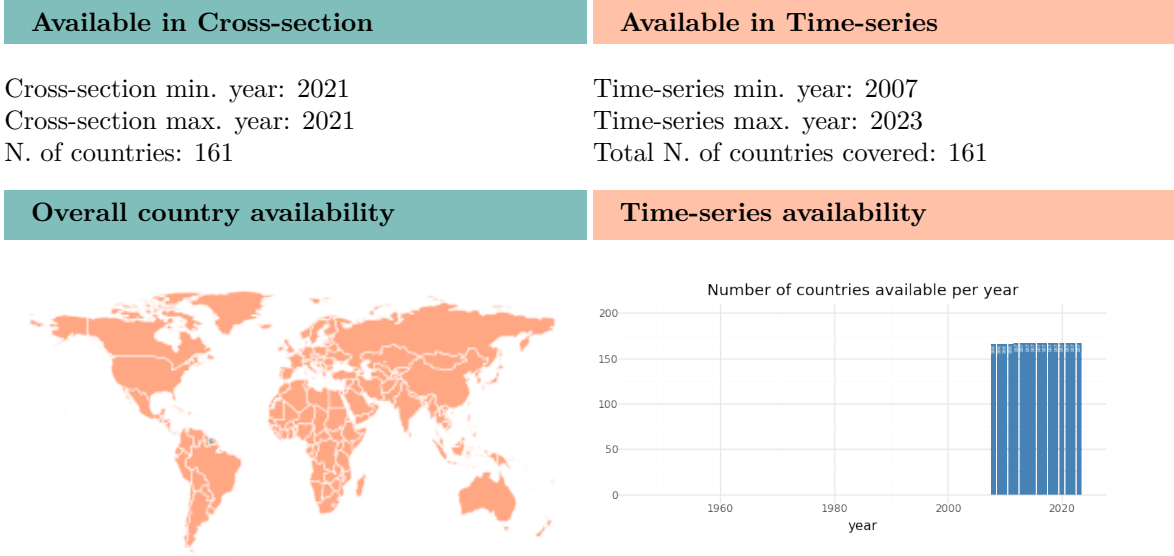 Available in Cross-section
Available in Time-series
Cross-section min. year: 2021
Cross-section max. year: 2021
N. of countries: 161
Time-series min. year: 2007
Time-series max. year: 2023
Total N. of countries covered: 161
Overall country availability
Time-series availability
Number of countries available per year
200
150
100
50
0
1960
1980
2000
2020
year